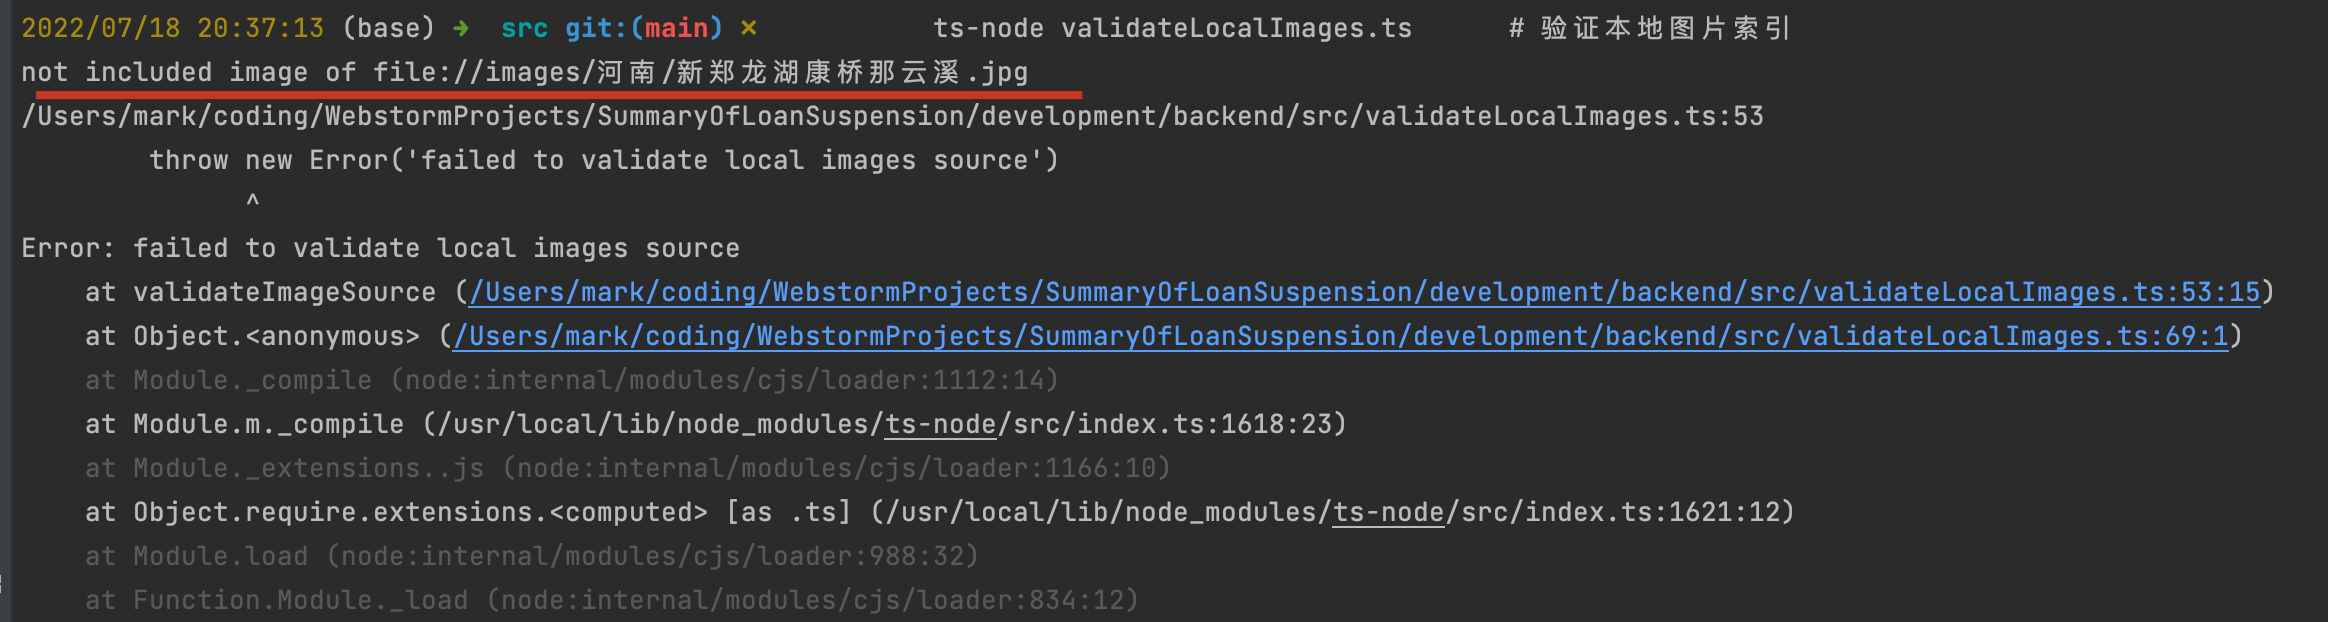 2022/07/18 20:37:13 (base) ➜  src git:(main) ✗           ts-node validateLocalImages.ts      # 验证本地图片索引
not included image of file://images/河南/新郑龙湖康桥那云溪.jpg
/Users/mark/coding/WebstormProjects/SummaryOfLoanSuspension/development/backend/src/validateLocalImages.ts:53
        throw new Error('failed to validate local images source')
              ^
Error: failed to validate local images source
    at validateImageSource (/Users/mark/coding/WebstormProjects/SummaryOfLoanSuspension/development/backend/src/validateLocalImages.ts:53:15)
    at Object.<anonymous> (/Users/mark/coding/WebstormProjects/SummaryOfLoanSuspension/development/backend/src/validateLocalImages.ts:69:1)
    at Module._compile (node:internal/modules/cjs/loader:1112:14)
    at Module.m._compile (/usr/local/lib/node_modules/ts-node/src/index.ts:1618:23)
    at Module._extensions..js (node:internal/modules/cjs/loader:1166:10)
    at Object.require.extensions.<computed> [as .ts] (/usr/local/lib/node_modules/ts-node/src/index.ts:1621:12)
    at Module.load (node:internal/modules/cjs/loader:988:32)
    at Function.Module._load (node:internal/modules/cjs/loader:834:12)